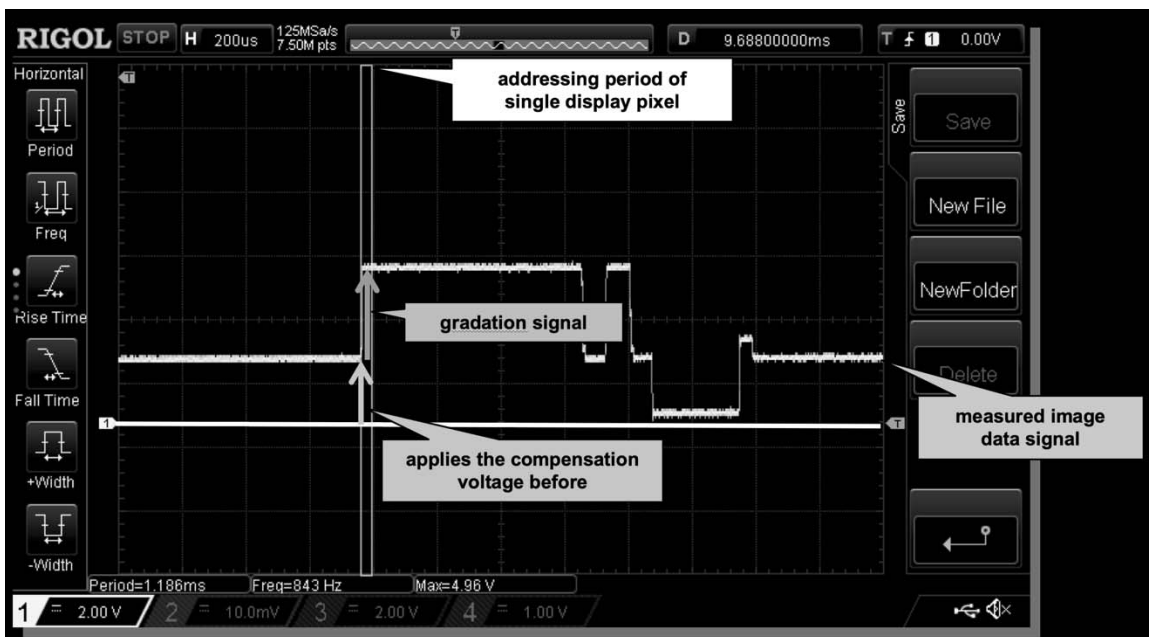 RIGOL STOP H 200us 125MSa/s 7.50M pts D 9.68800000ms T 1 0.00V
Horizontal
T
Period
Freq
Rise Time
Fall Time
+Width
-Width
addressing period of
single display pixel
gradation signal
1
T
applies the compensation
voltage before
measured image
data signal
Save
Save
New File
NewFolder
Delete
Period=1.186ms Freq=843 Hz Max=4.96 V
1 = 2.00 V 2 = 10.0mV 3 = 2.00 V 4 = 1.00 V